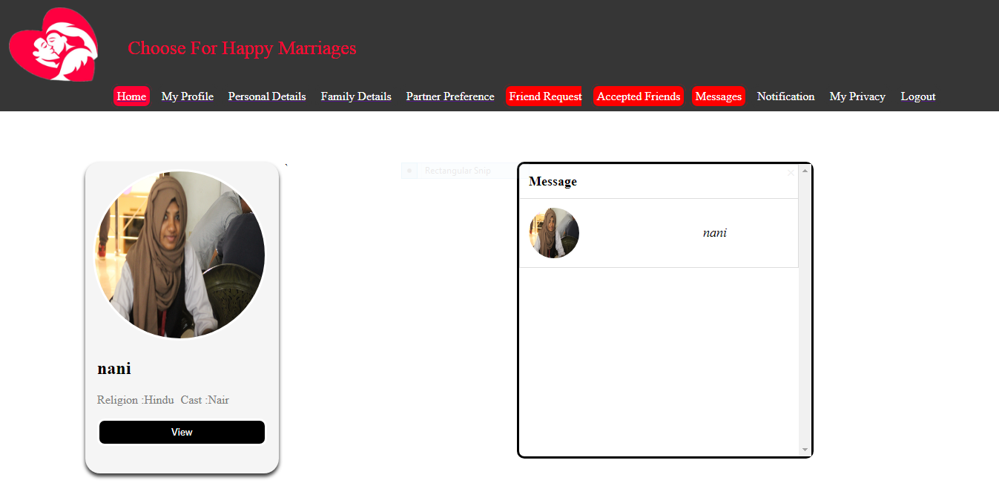 Choose For Happy Marriages
Home My Profile Personal Details Family Details Partner Preference Friend Request Accepted Friends Messages Notification My Privacy Logout
`
Rectangular Snip
Message
nani
nani
Religion :Hindu Cast :Nair
View